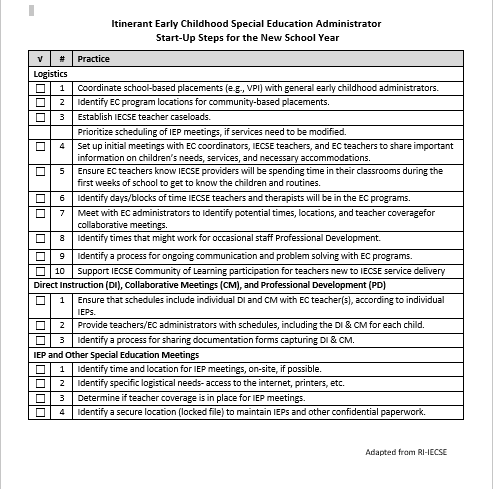 Itinerant Early Childhood Special Education Administrator
Start-Up Steps for the New School Year
√ # Practice
Logistics
1 Coordinate school-based placements (e.g., VPI) with general early childhood administrators.
2 Identify EC program locations for community-based placements.
3 Establish IECSE teacher caseloads.
Prioritize scheduling of IEP meetings, if services need to be modified.
4 Set up initial meetings with EC coordinators, IECSE teachers, and EC teachers to share important
information on children's needs, services, and necessary accommodations.
5 Ensure EC teachers know IECSE providers will be spending time in their classrooms during the
first weeks of school to get to know the children and routines.
6 Identify days/blocks of time IECSE teachers and therapists will be in the EC programs.
7 Meet with EC administrators to Identify potential times, locations, and teacher coveragefor
collaborative meetings.
8 Identify times that might work for occasional staff Professional Development.
9 Identify a process for ongoing communication and problem solving with EC programs.
10 Support IECSE Community of Learning participation for teachers new to IECSE service delivery
Direct Instruction (DI), Collaborative Meetings (CM), and Professional Development (PD)
1 Ensure that schedules include individual DI and CM with EC teacher(s), according to individual
IEPs.
2 Provide teachers/EC administrators with schedules, including the DI & CM for each child.
3 Identify a process for sharing documentation forms capturing DI & CM.
IEP and Other Special Education Meetings
1 Identify time and location for IEP meetings, on-site, if possible.
2 Identify specific logistical needs- access to the internet, printers, etc.
3 Determine if teacher coverage is in place for IEP meetings.
4 Identify a secure location (locked file) to maintain IEPs and other confidential paperwork.
Adapted from RI-IECSE